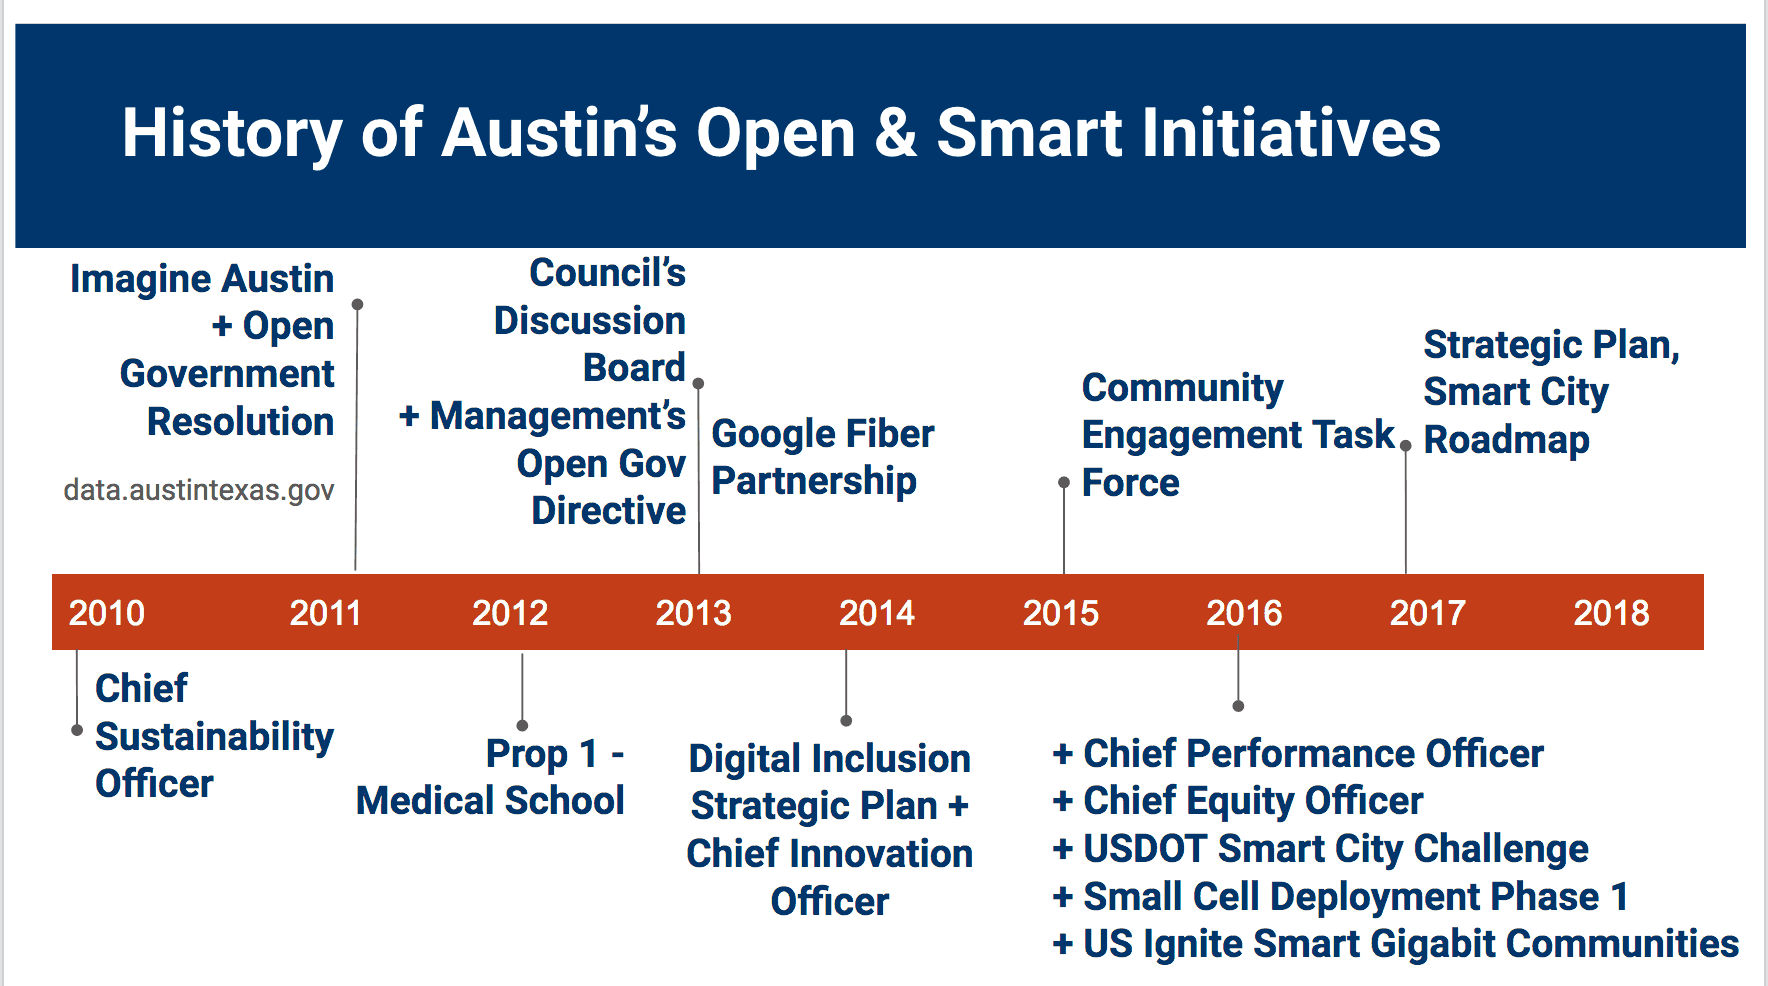 History of Austin’s Open & Smart Initiatives
Imagine Austin
+ Open
Government
Resolution
data.austintexas.gov
Council’s
Discussion
Board
+ Management’s
Open Gov
Directive
Google Fiber
Partnership
Community
Engagement Task
Force
Strategic Plan,
Smart City
Roadmap
2010 2011 2012 2013 2014 2015 2016 2017 2018
Chief
Sustainability
Officer
Prop 1 -
Medical School
Digital Inclusion
Strategic Plan +
Chief Innovation
Officer
+ Chief Performance Officer
+ Chief Equity Officer
+ USDOT Smart City Challenge
+ Small Cell Deployment Phase 1
+ US Ignite Smart Gigabit Communities